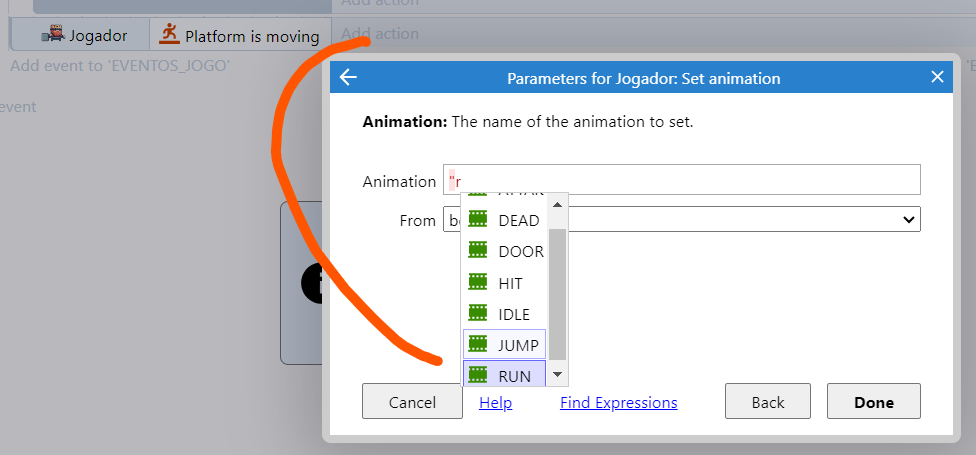 Add action
Jogador Platform is moving Add action
Add event to 'EVENTOS_JOGO'
event
Parameters for Jogador: Set animation
Animation: The name of the animation to set.
Animation "r
From
DEAD
DOOR
HIT
IDLE
JUMP
RUN
Cancel Help Find Expressions Back Done